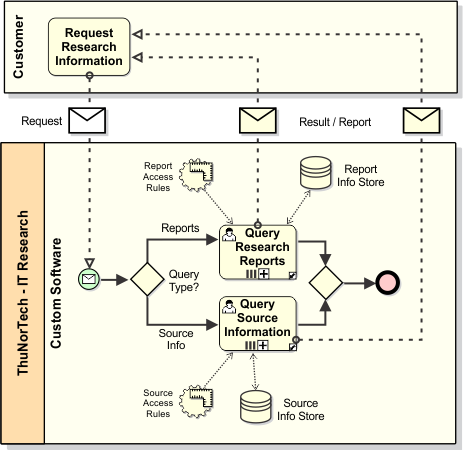 Customer
Request
Research
Information
Request
Result / Report
ThuNorTech - IT Research
Custom Software
Report
Access
Rules
Report
Info Store
Reports
Query
Research
Reports
Query
Type?
Query
Source
Information
Source
Info
Source
Access
Rules
Source
Info Store